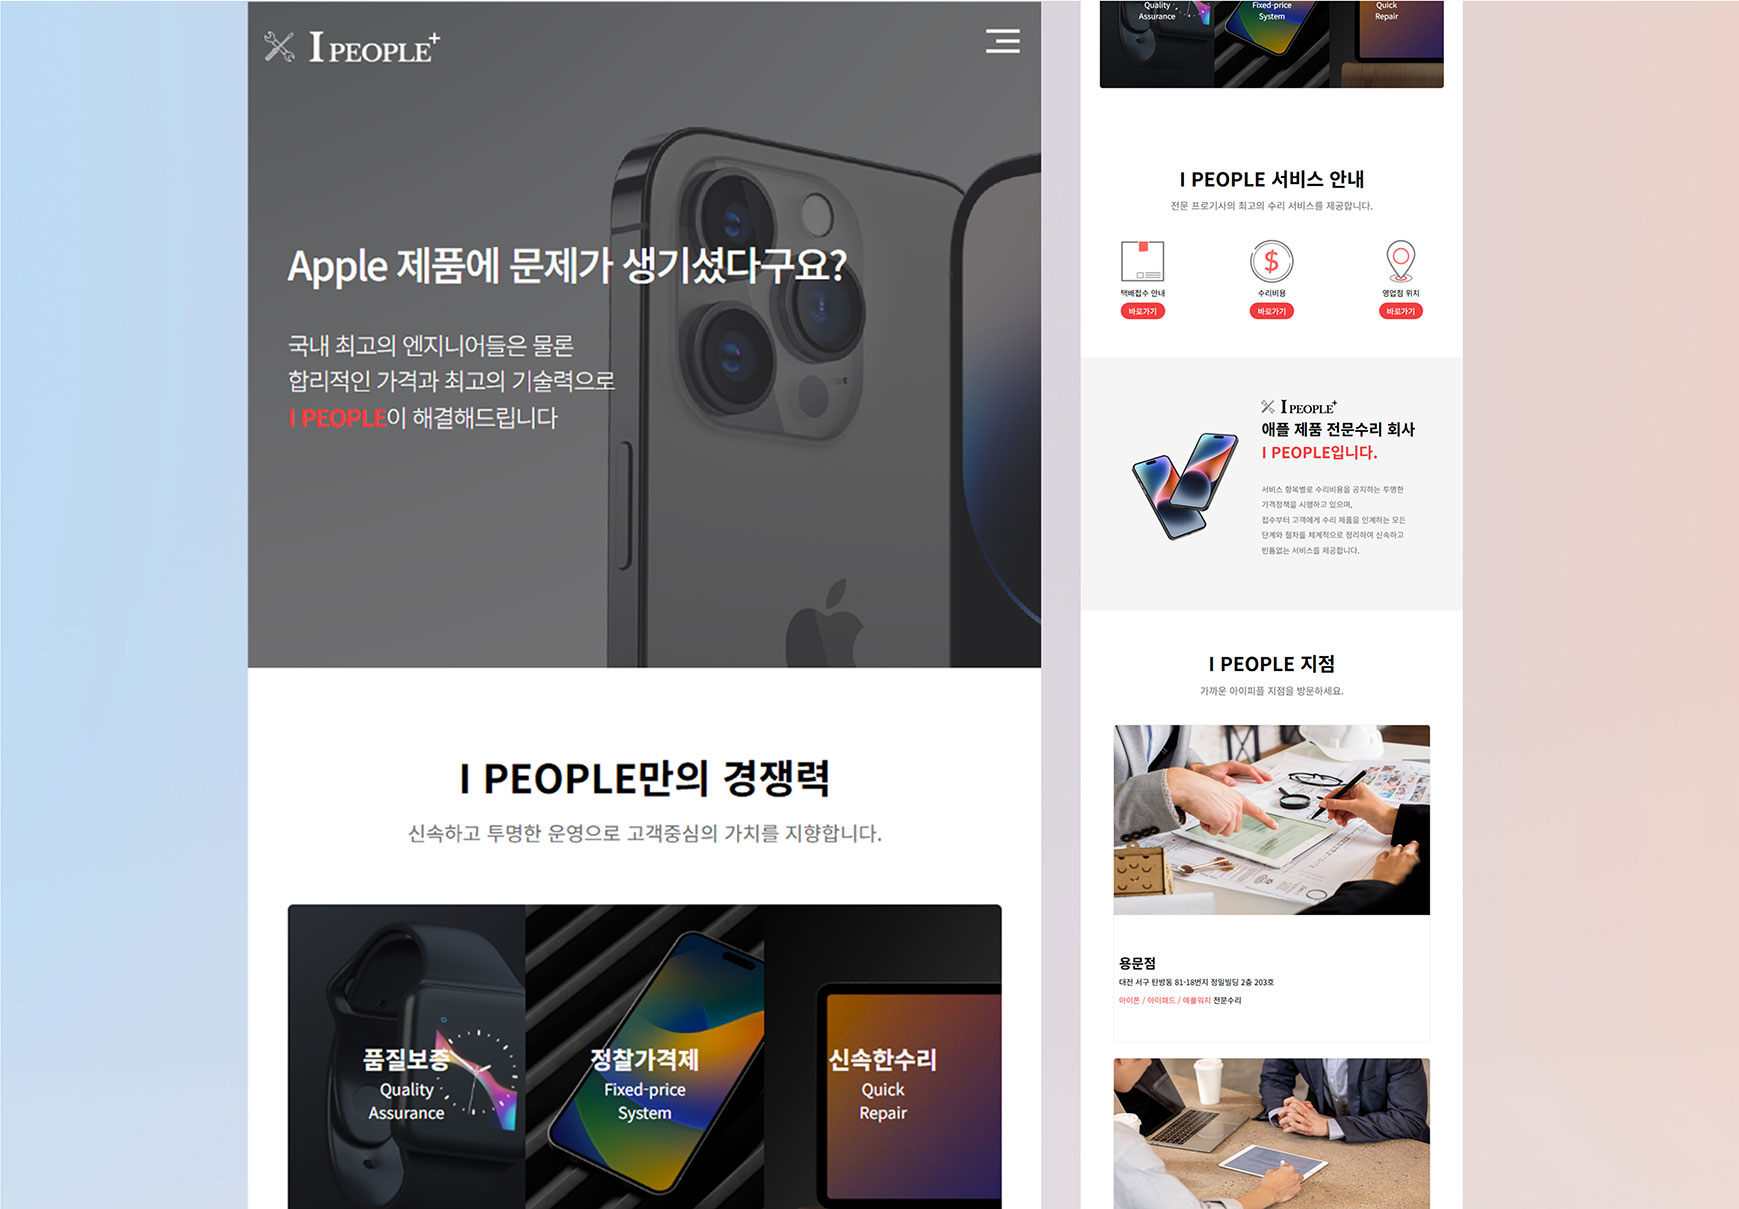 I PEOPLE+
Apple 제품에 문제가 생기셨다구요?
국내 최고의 엔지니어들은 물론
합리적인 가격과 최고의 기술력으로
I PEOPLE이 해결해드립니다
I PEOPLE만의 경쟁력
신속하고 투명한 운영으로 고객중심의 가치를 지향합니다.
품질보증
Quality
Assurance
정찰가격제
Fixed-price
System
신속한수리
Quick
Repair
Quality
Assurance
Fixed-price
System
Quick
Repair
I PEOPLE 서비스 안내
전문 프로기사의 최고의 수리 서비스를 제공합니다.
택배접수 안내
바로가기
수리비용
바로가기
영업점 위치
바로가기
I PEOPLE+
애플 제품 전문수리 회사
I PEOPLE입니다.
서비스 항목별로 수리비용을 공지하는 투명한
가격정책을 시행하고 있으며,
접수부터 고객에게 수리 제품을 인계하는 모든
단계와 절차를 체계적으로 정리하여 신속하고
빈틈없는 서비스를 제공합니다.
I PEOPLE 지점
가까운 아이피플 지점을 방문하세요.
용문점
대전 서구 탄방동 81-18번지 정일빌딩 2층 203호
아이폰 / 아이패드 / 애플워치 전문수리